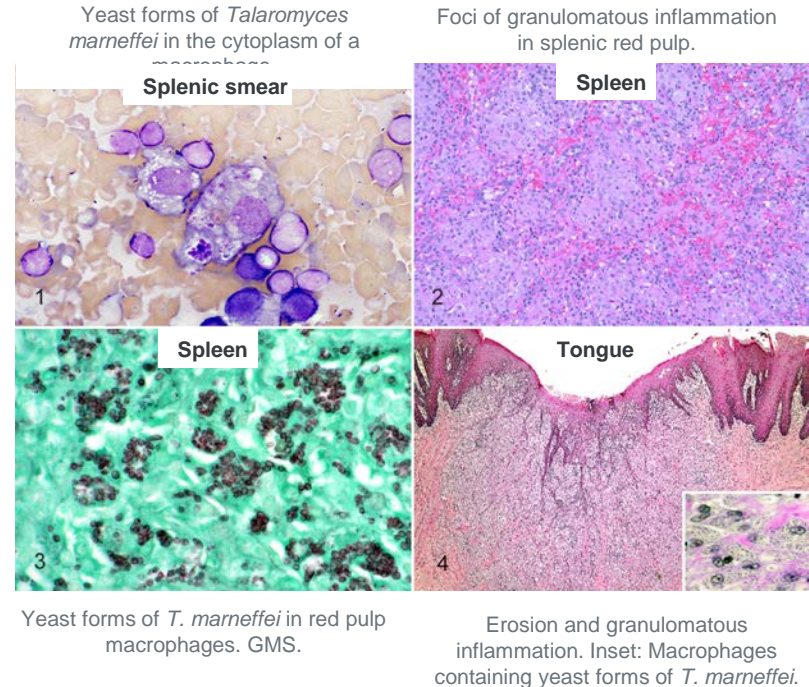 Yeast forms of Talaromyces
marneffei in the cytoplasm of a
macrophage
Splenic smear
1
Foci of granulomatous inflammation
in splenic red pulp.
Spleen
2
Spleen
3
Yeast forms of T. marneffei in red pulp
macrophages. GMS.
Tongue
4
Erosion and granulomatous
inflammation. Inset: Macrophages
containing yeast forms of T. marneffei.